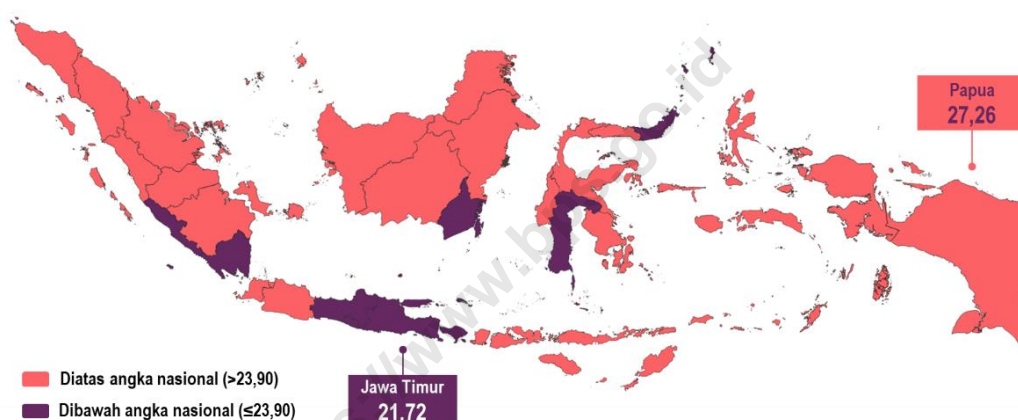 Papua
27,26
Diatas angka nasional (>23,90)
Dibawah angka nasional (≤23,90)
Jawa Timur
21,72